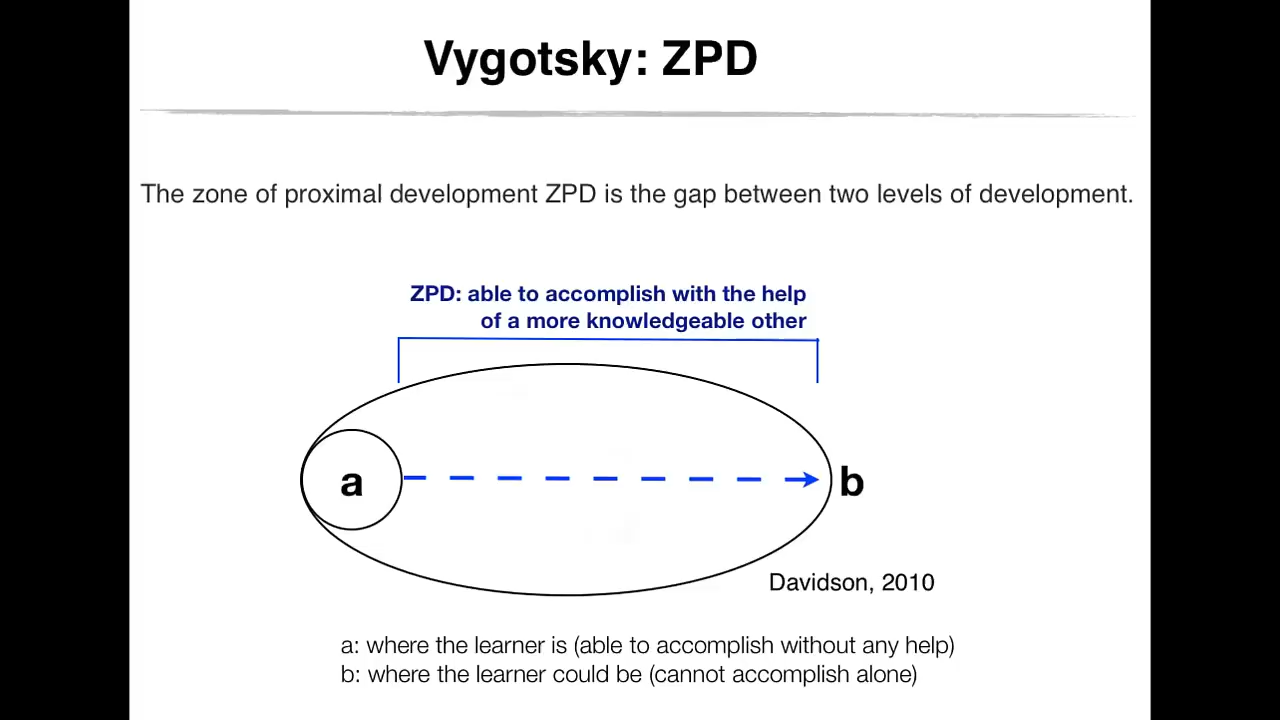 Vygotsky: ZPD
The zone of proximal development ZPD is the gap between two levels of development.
ZPD: able to accomplish with the help
of a more knowledgeable other
a
b
Davidson, 2010
a: where the learner is (able to accomplish without any help)
b: where the learner could be (cannot accomplish alone)